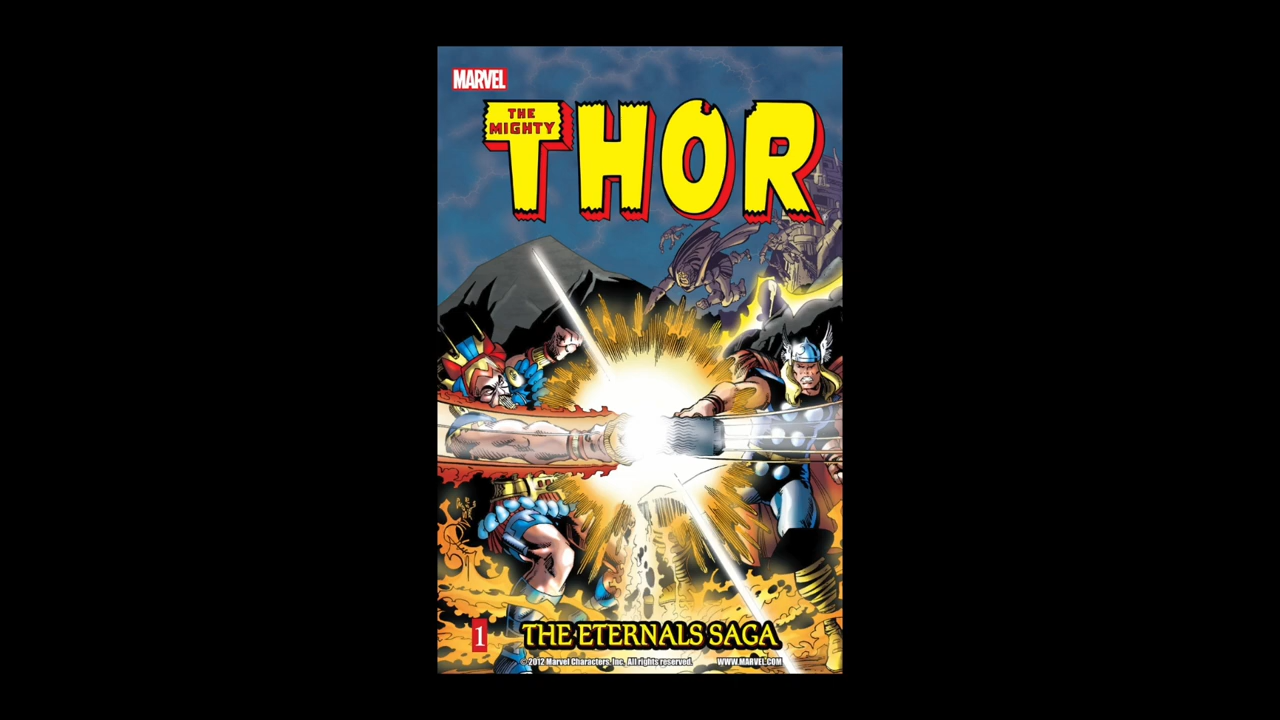 MARVEL
THE
MIGHTY
THOR
1
THE ETERNALS SAGA
© 2012 Marvel Characters, Inc. All rights reserved. WWW.MARVEL.COM